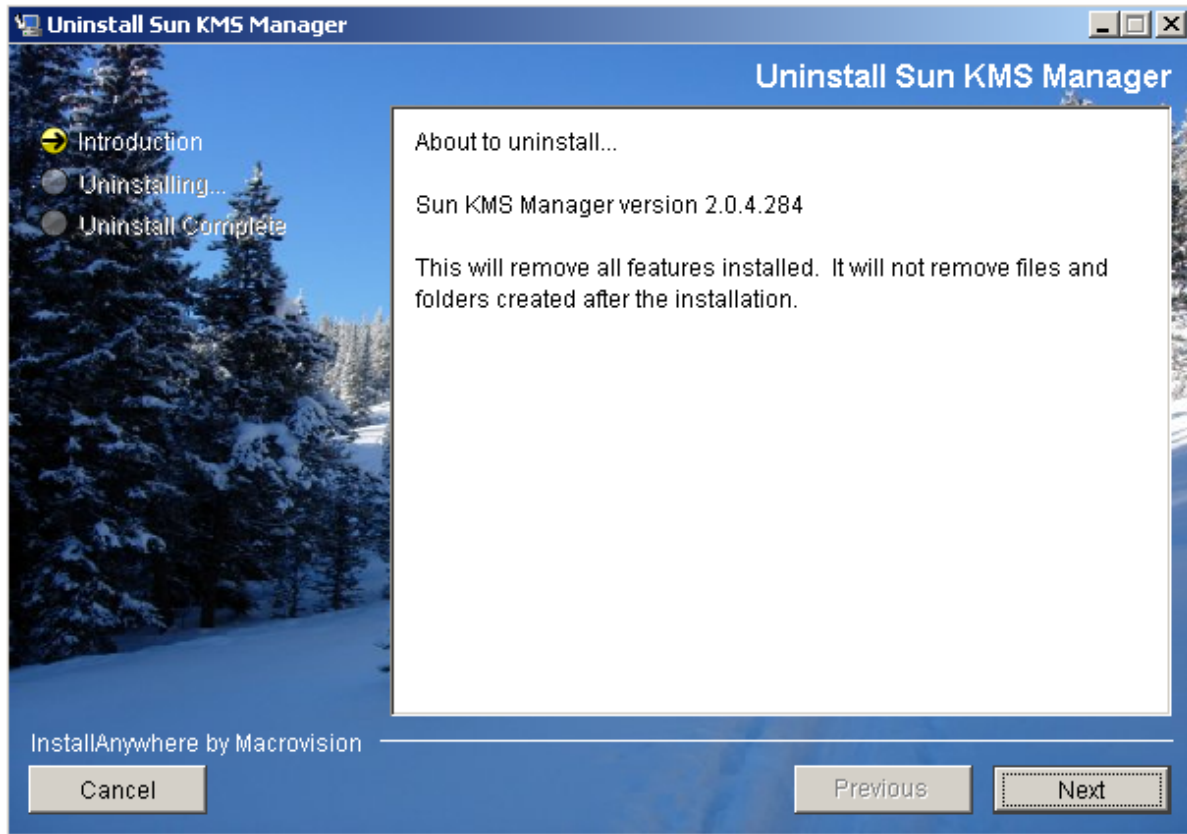 Uninstall Sun KMS Manager
Uninstall Sun KMS Manager
Introduction
Uninstalling...
Uninstall Complete
About to uninstall...
Sun KMS Manager version 2.0.4.284
This will remove all features installed.  It will not remove files and
folders created after the installation.
InstallAnywhere by Macrovision
Cancel
Previous
Next